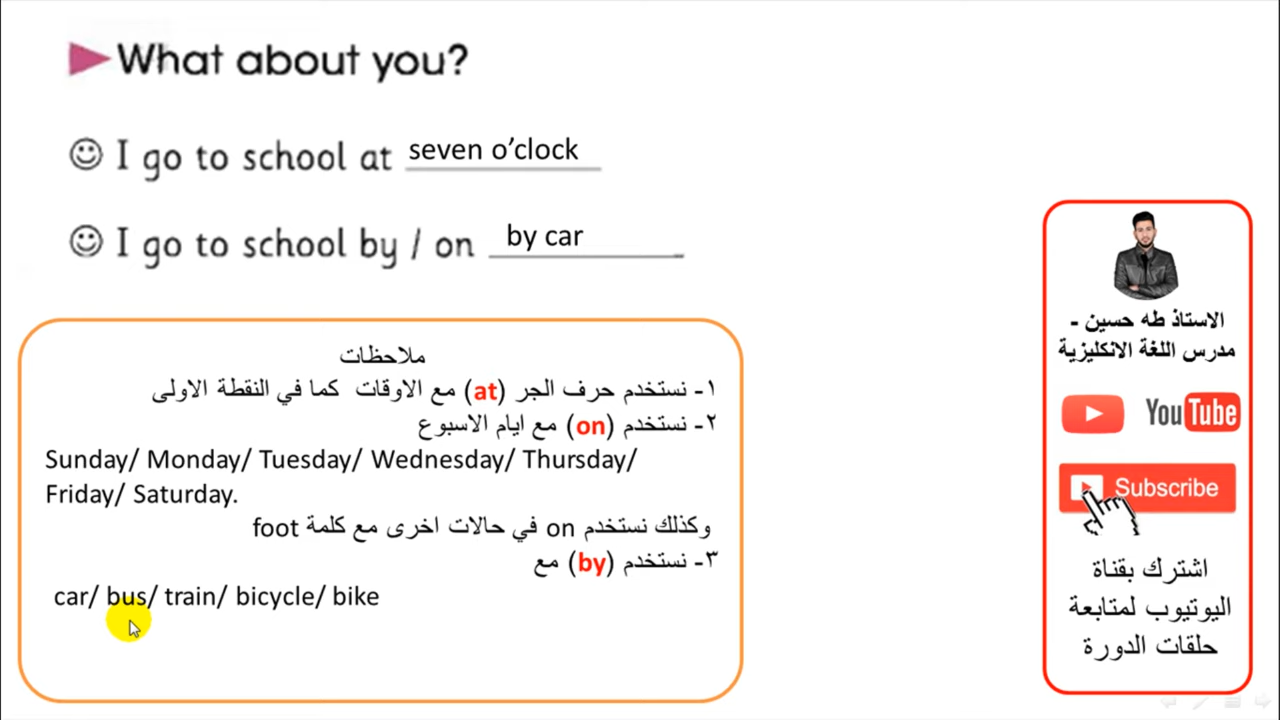 What about you?
I go to school at seven o’clock
I go to school by / on by car
ملاحظات
١- نستخدم حرف الجر (at) مع الاوقات كما في النقطة الاولى
٢- نستخدم (on) مع ايام الاسبوع
Sunday/ Monday/ Tuesday/ Wednesday/ Thursday/
Friday/ Saturday.
وكذلك نستخدم on في حالات اخرى مع كلمة foot
٣- نستخدم (by) مع
car/ bus/ train/ bicycle/ bike
الاستاذ طه حسين -
مدرس اللغة الانكليزية
YouTube
Subscribe
اشترك بقناة
اليوتيوب لمتابعة
حلقات الدورة